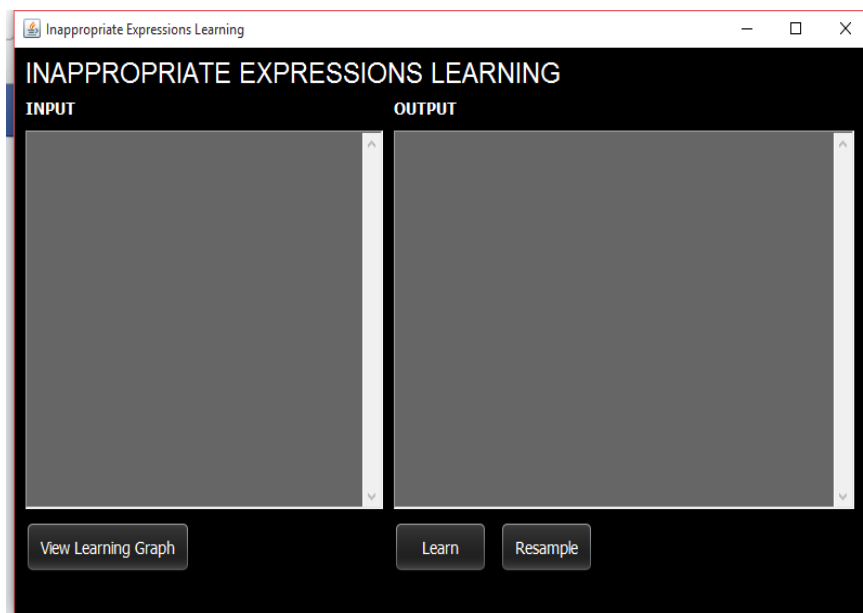 Inappropriate Expressions Learning
INAPPROPRIATE EXPRESSIONS LEARNING
INPUT
OUTPUT
View Learning Graph
Learn
Resample